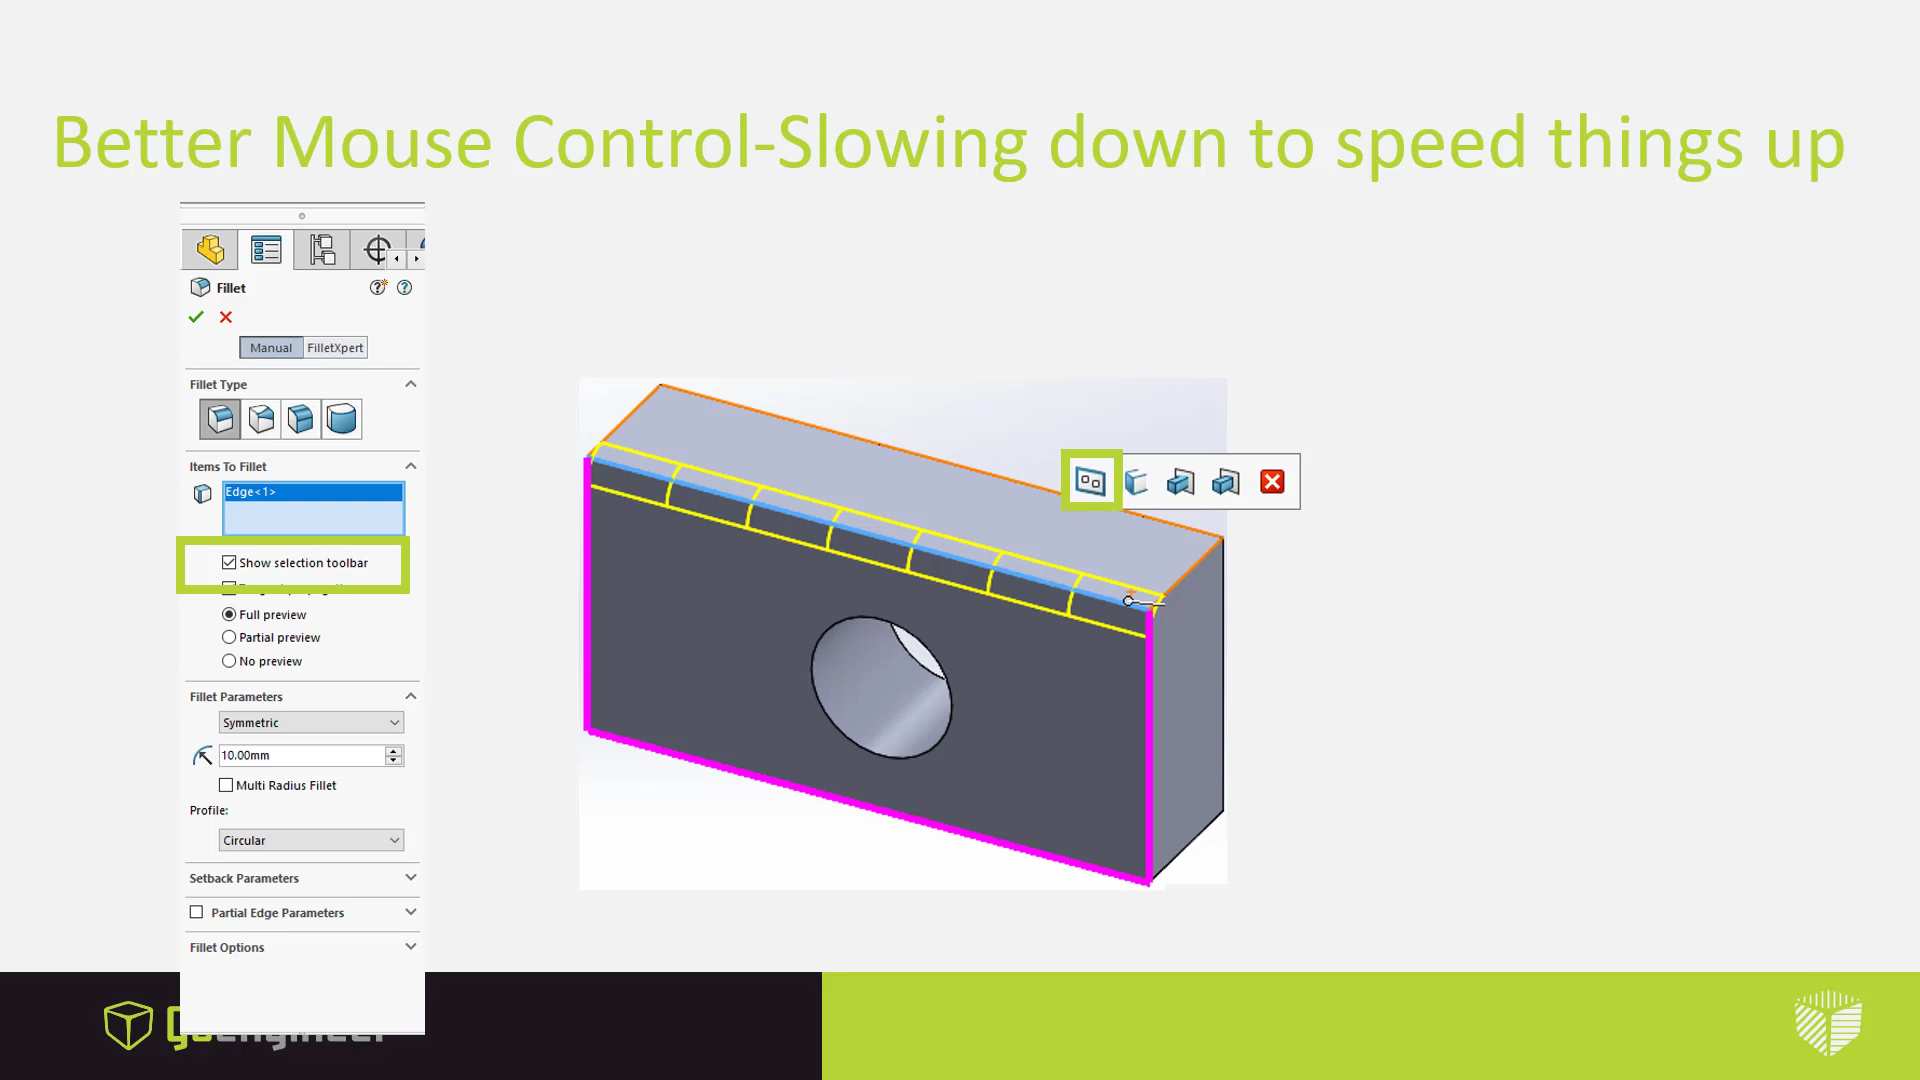 Better Mouse Control-Slowing down to speed things up
Fillet
Manual FilletXpert
Fillet Type
Items To Fillet
Edge<1>
Show selection toolbar
Full preview
Partial preview
No preview
Fillet Parameters
Symmetric
10.00mm
Multi Radius Fillet
Profile:
Circular
Setback Parameters
Partial Edge Parameters
Fillet Options